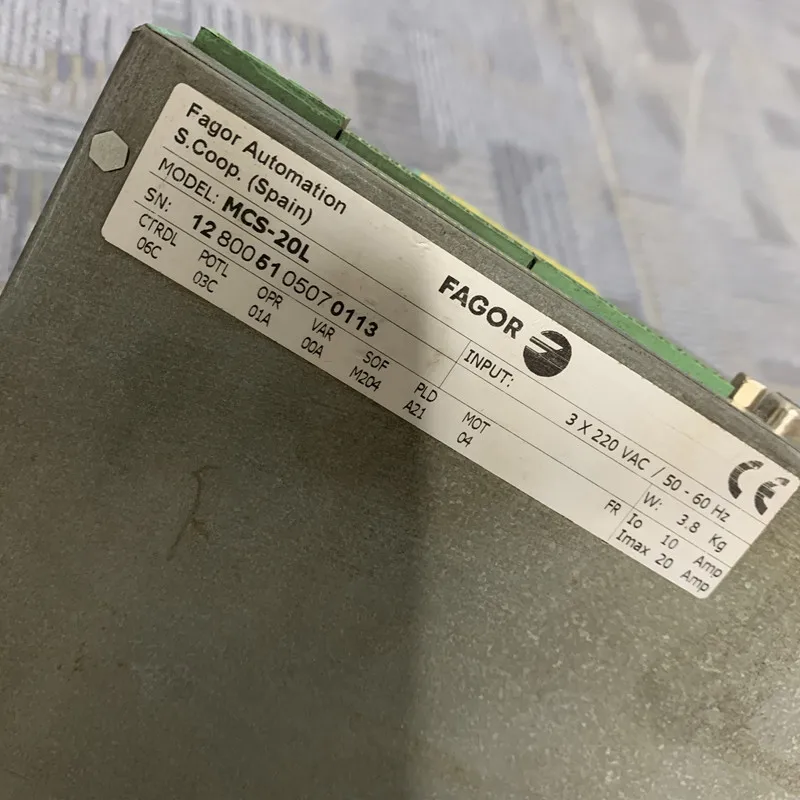 Fagor Automation
S.Coop. (Spain)
MODEL: MCS-20L
SN: 12 800 51 0507 0113
CTRDL POTL OPR VAR SOF PLD MOT
06C 03C 01A 00A M204 A21 04
FAGOR
INPUT: 3 X 220 VAC / 50 - 60 Hz
W: 3.8 Kg
FR Io 10 Amp
Imax 20 Amp
CE